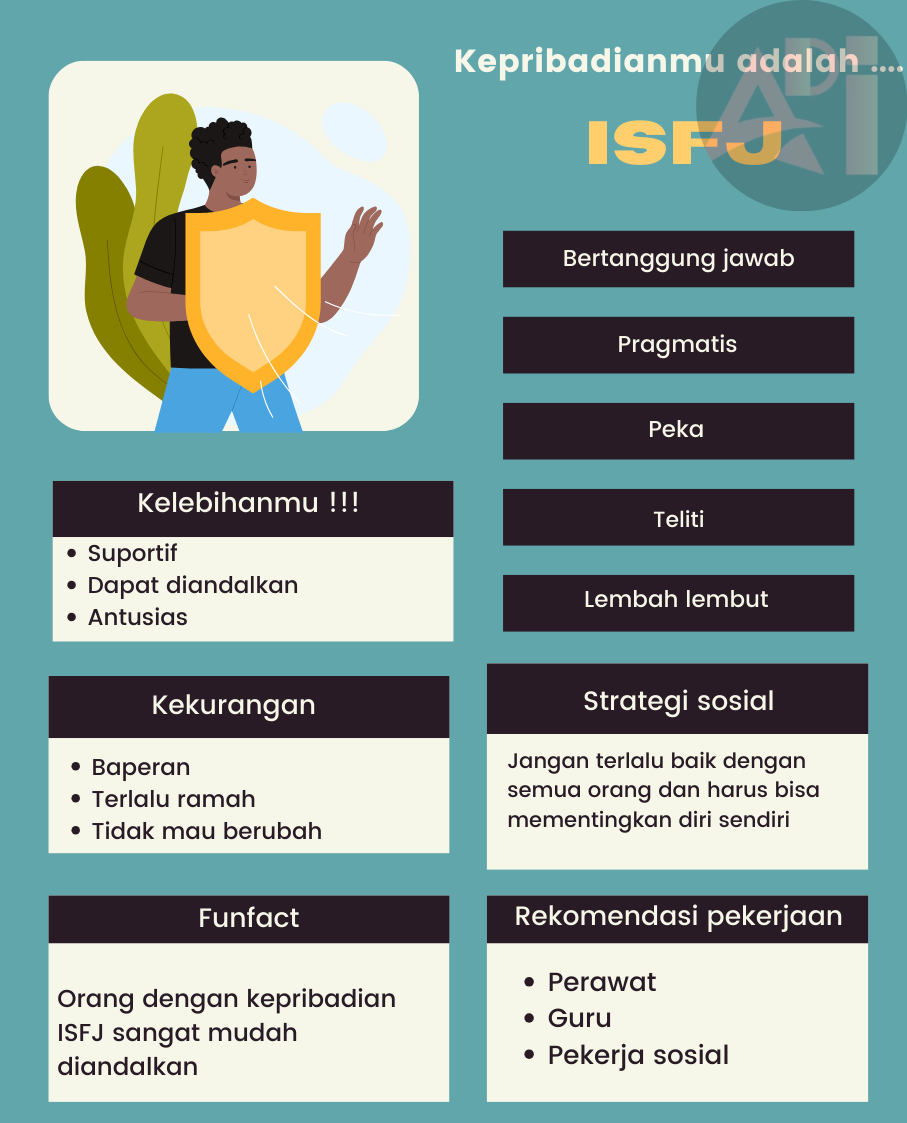 Kepribadianmu adalah ....
ISFJ
Bertanggung jawab
Pragmatis
Peka
Teliti
Lembah lembut
Kelebihanmu !!!
• Suportif
• Dapat diandalkan
• Antusias
Kekurangan
• Baperan
• Terlalu ramah
• Tidak mau berubah
Strategi sosial
Jangan terlalu baik dengan
semua orang dan harus bisa
mementingkan diri sendiri
Funfact
Orang dengan kepribadian
ISFJ sangat mudah
diandalkan
Rekomendasi pekerjaan
• Perawat
• Guru
• Pekerja sosial